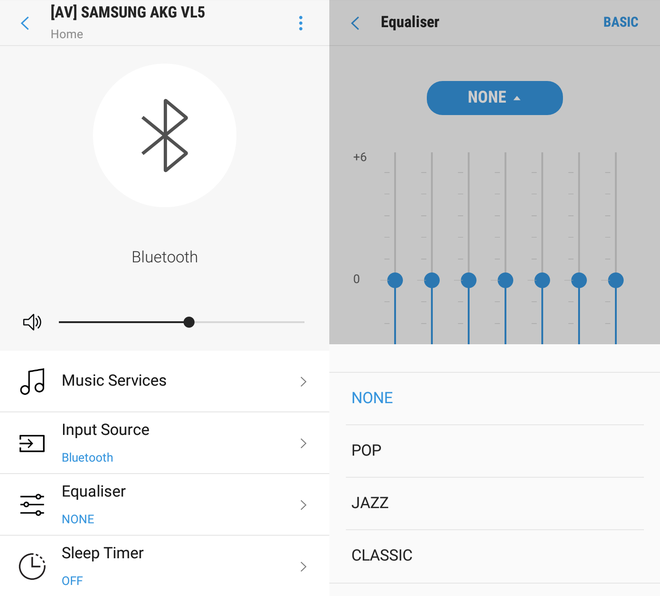 [AV] SAMSUNG AKG VL5
Home
Bluetooth
Music Services
Input Source
Bluetooth
Equaliser
NONE
Sleep Timer
OFF
Equaliser
BASIC
NONE
+6
0
NONE
POP
JAZZ
CLASSIC